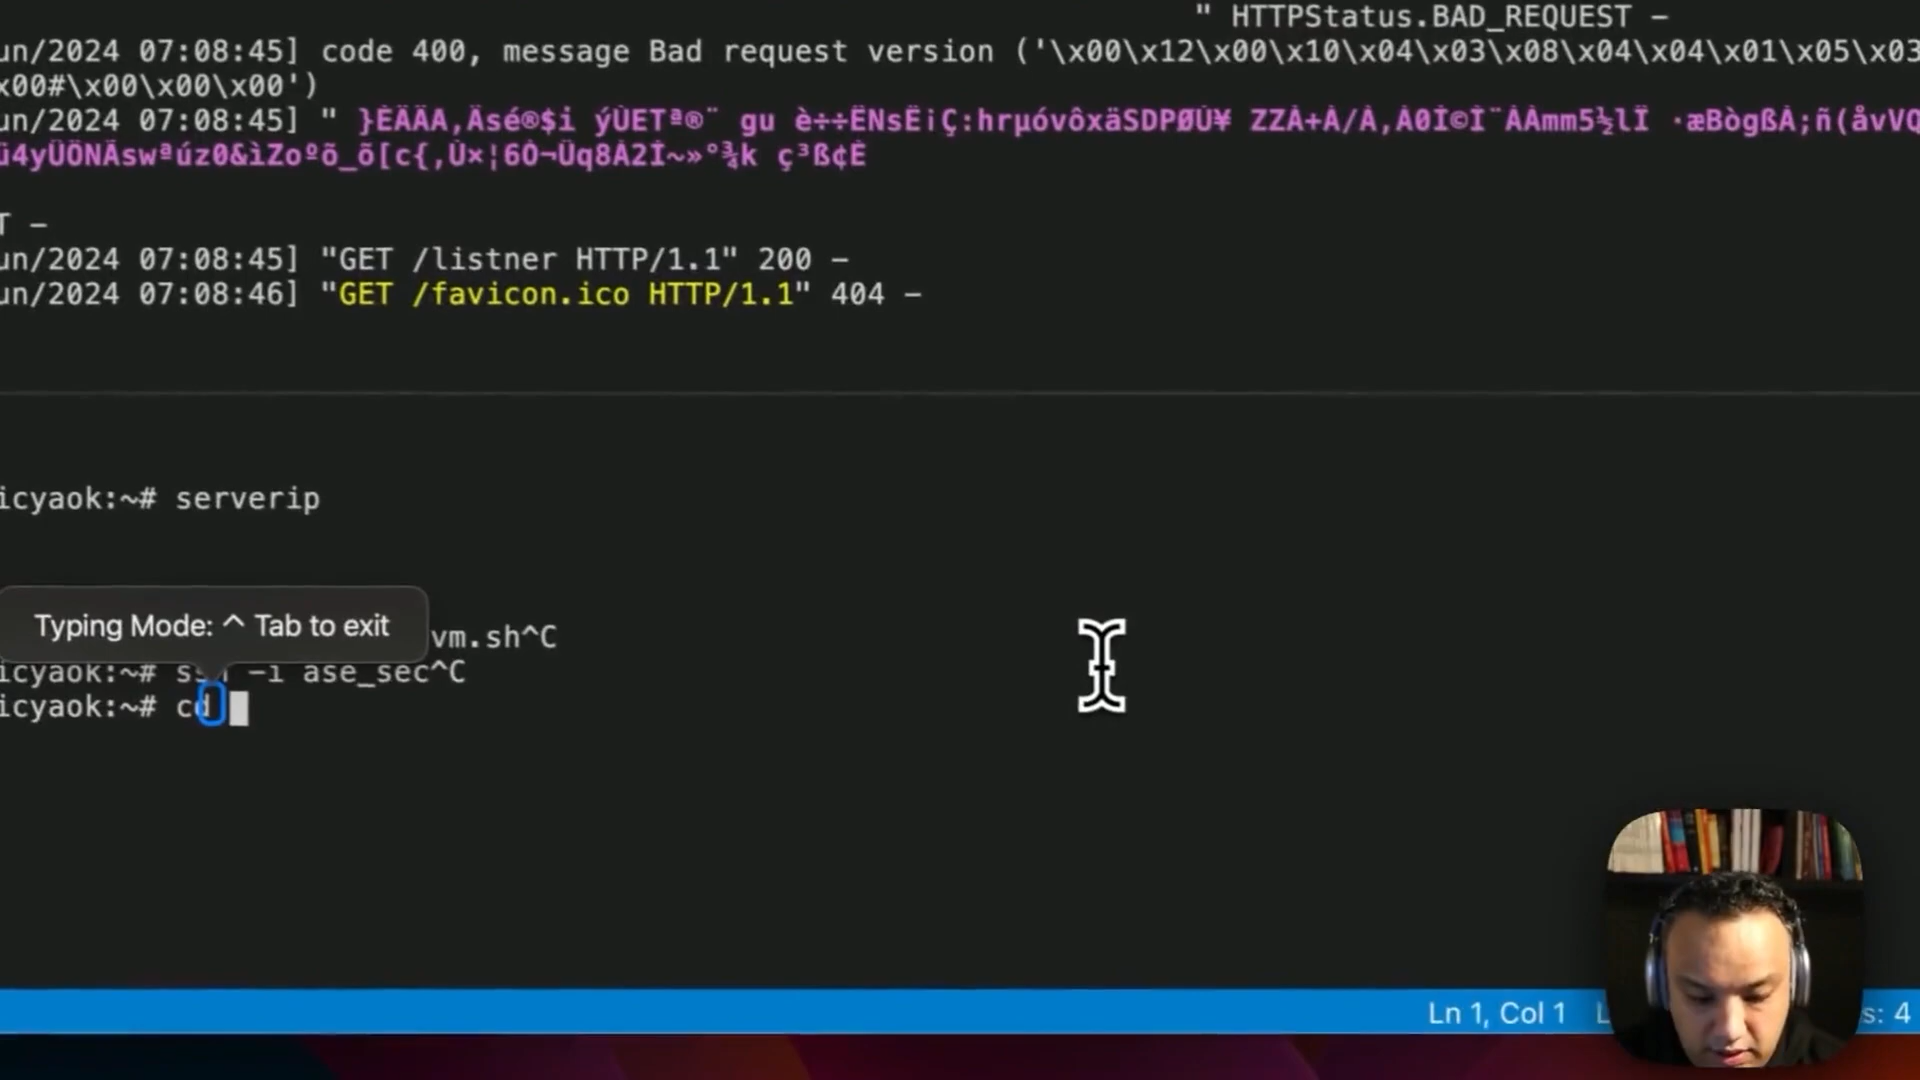 " HTTPStatus.BAD_REQUEST –
un/2024 07:08:45] code 400, message Bad request version ('\x00\x12\x00\x10\x04\x03\x08\x04\x04\x01\x05\x03
x00#\x00\x00\x00')
un/2024 07:08:45] "
T –
un/2024 07:08:45] "GET /listner HTTP/1.1" 200 –
un/2024 07:08:46] "GET /favicon.ico HTTP/1.1" 404 –
icyaok:~# serverip
Typing Mode: ^ Tab to exit
vm.sh^C
icyaok:~# ssh -i ase_sec^C
icyaok:~# cd
Ln 1, Col 1
s: 4